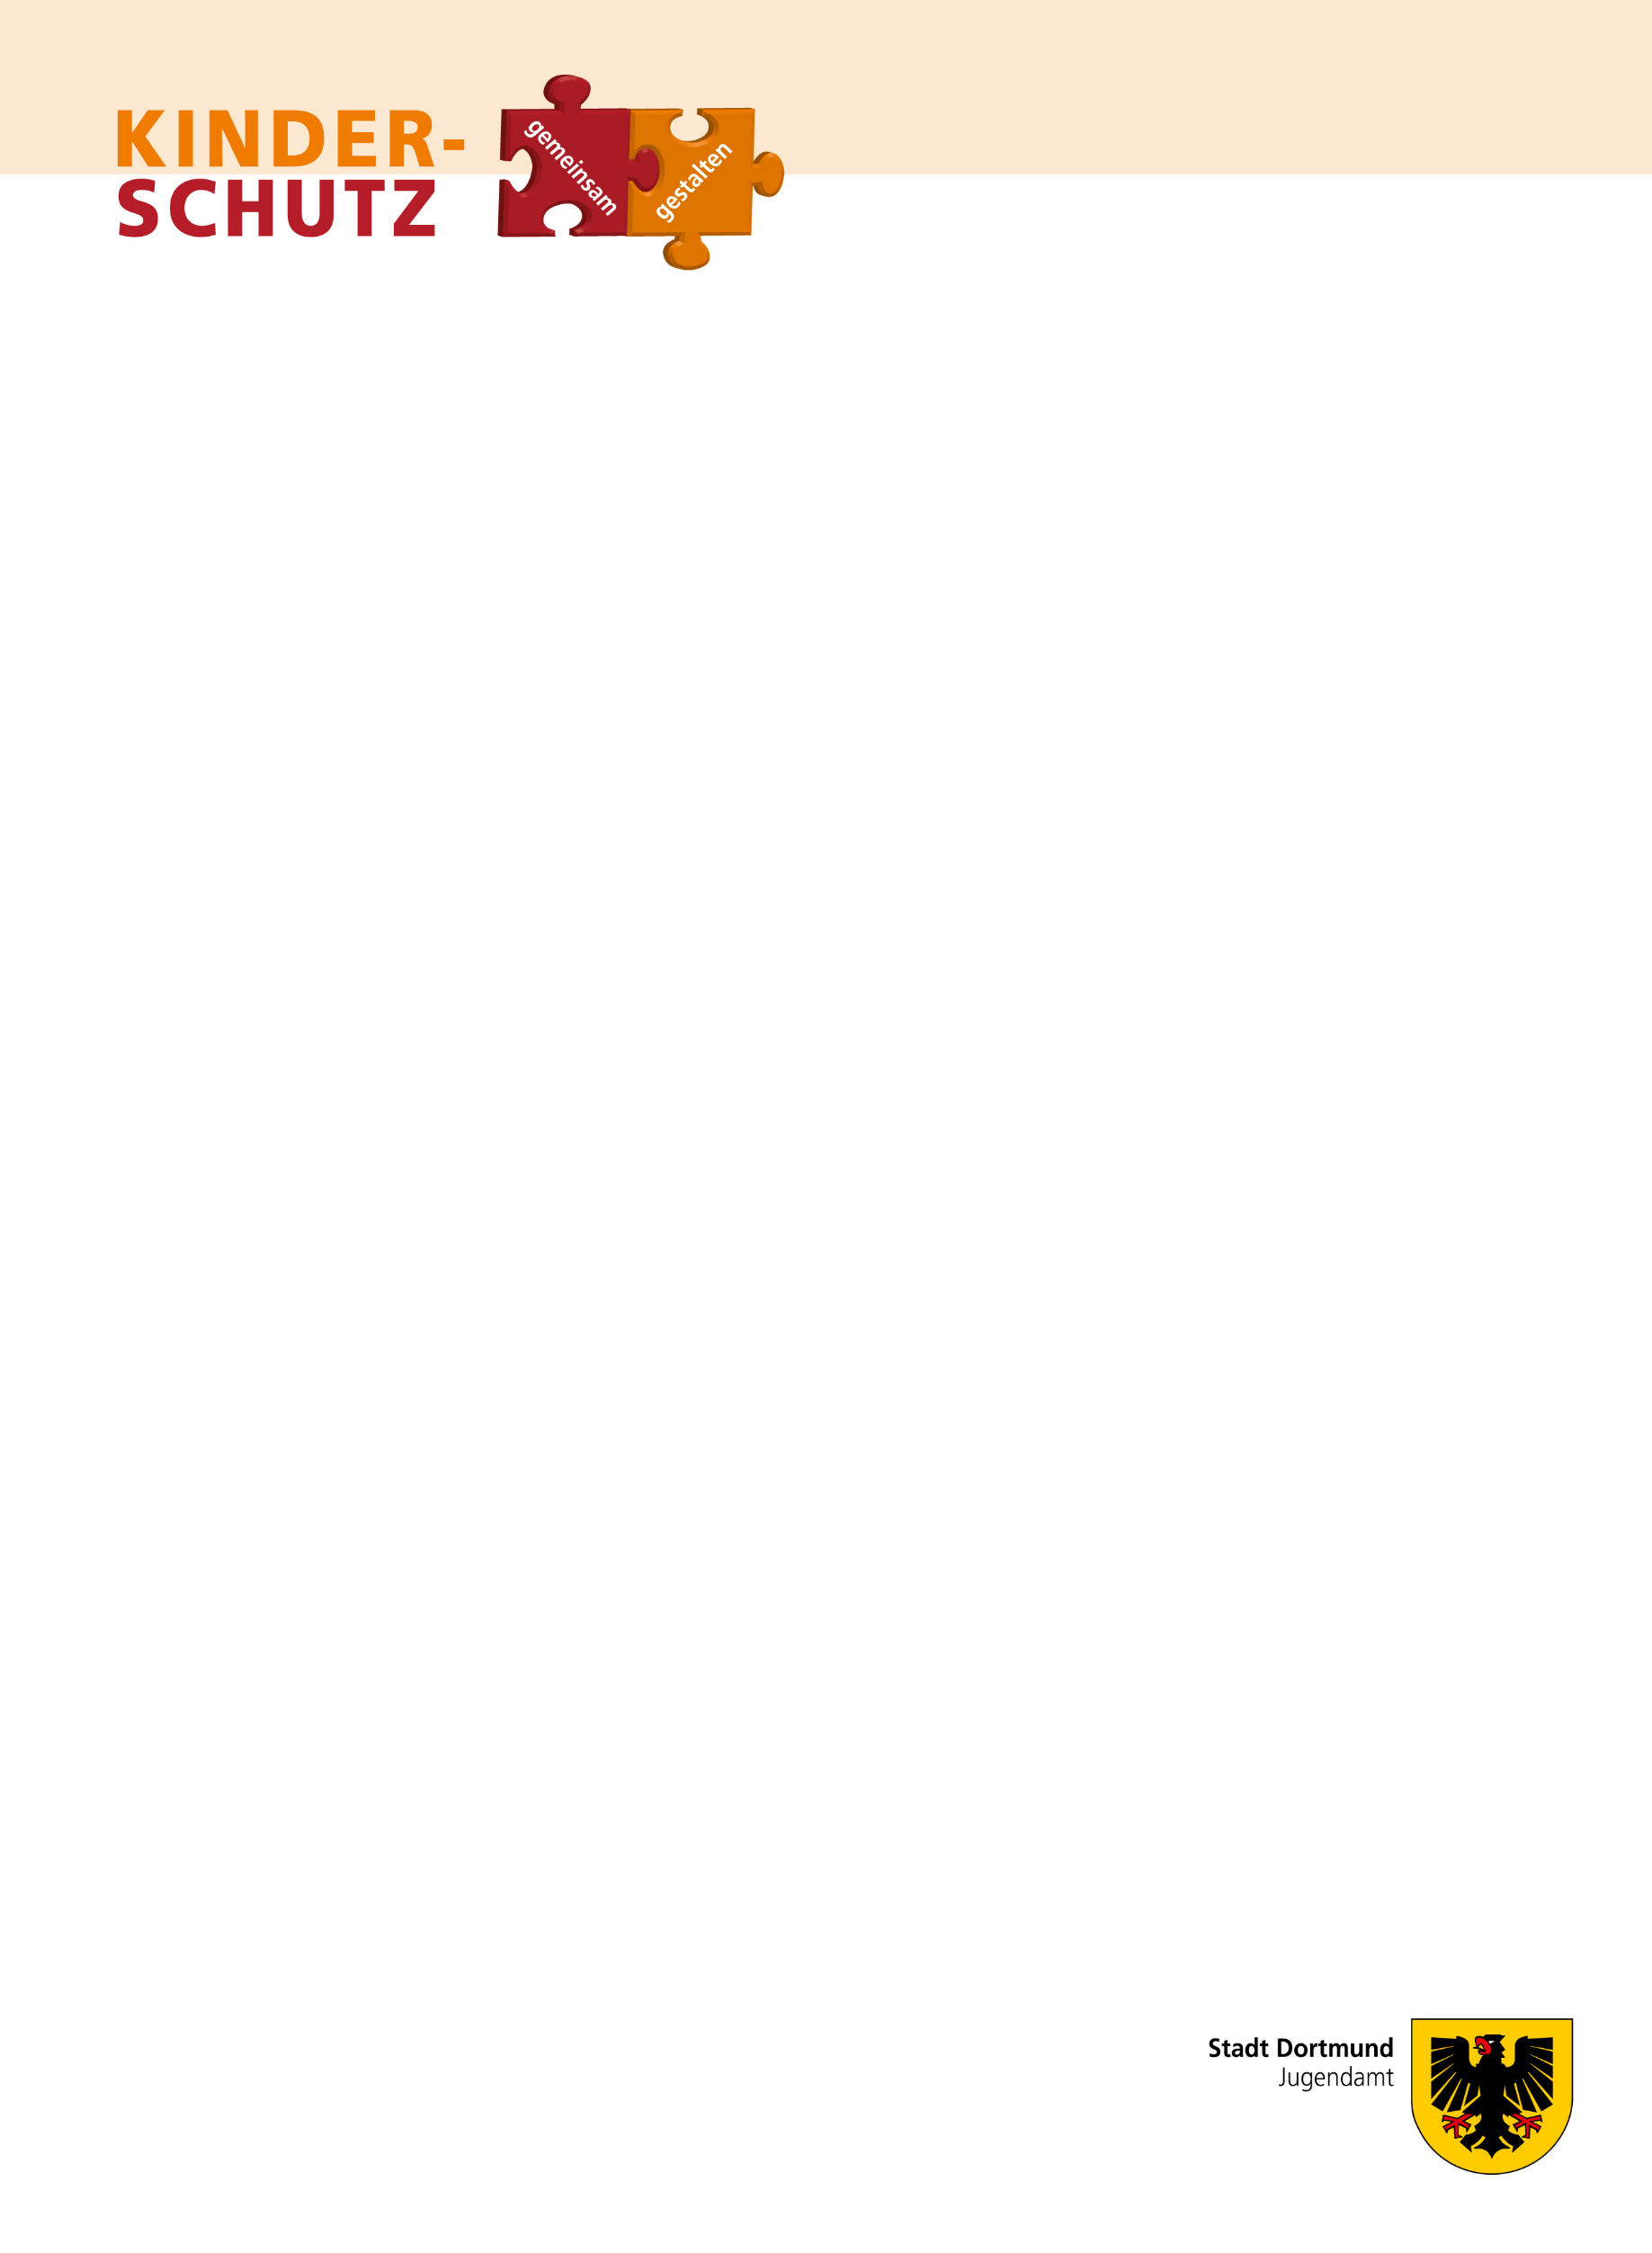 KINDER-
SCHUTZ
gemeinsam
gestalten
Stadt Dortmund
Jugendamt